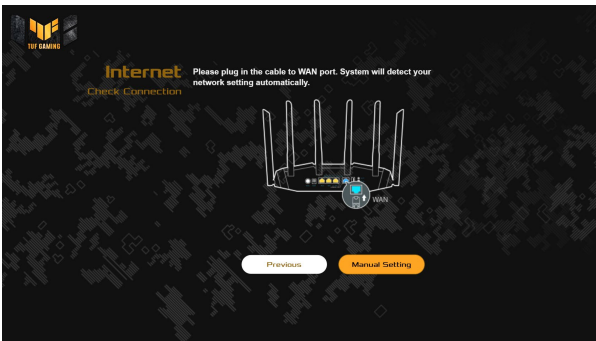 TUF GAMING
Internet
Check Connection
Please plug in the cable to WAN port. System will detect your
network setting automatically.
WAN
Previous
Manual Setting